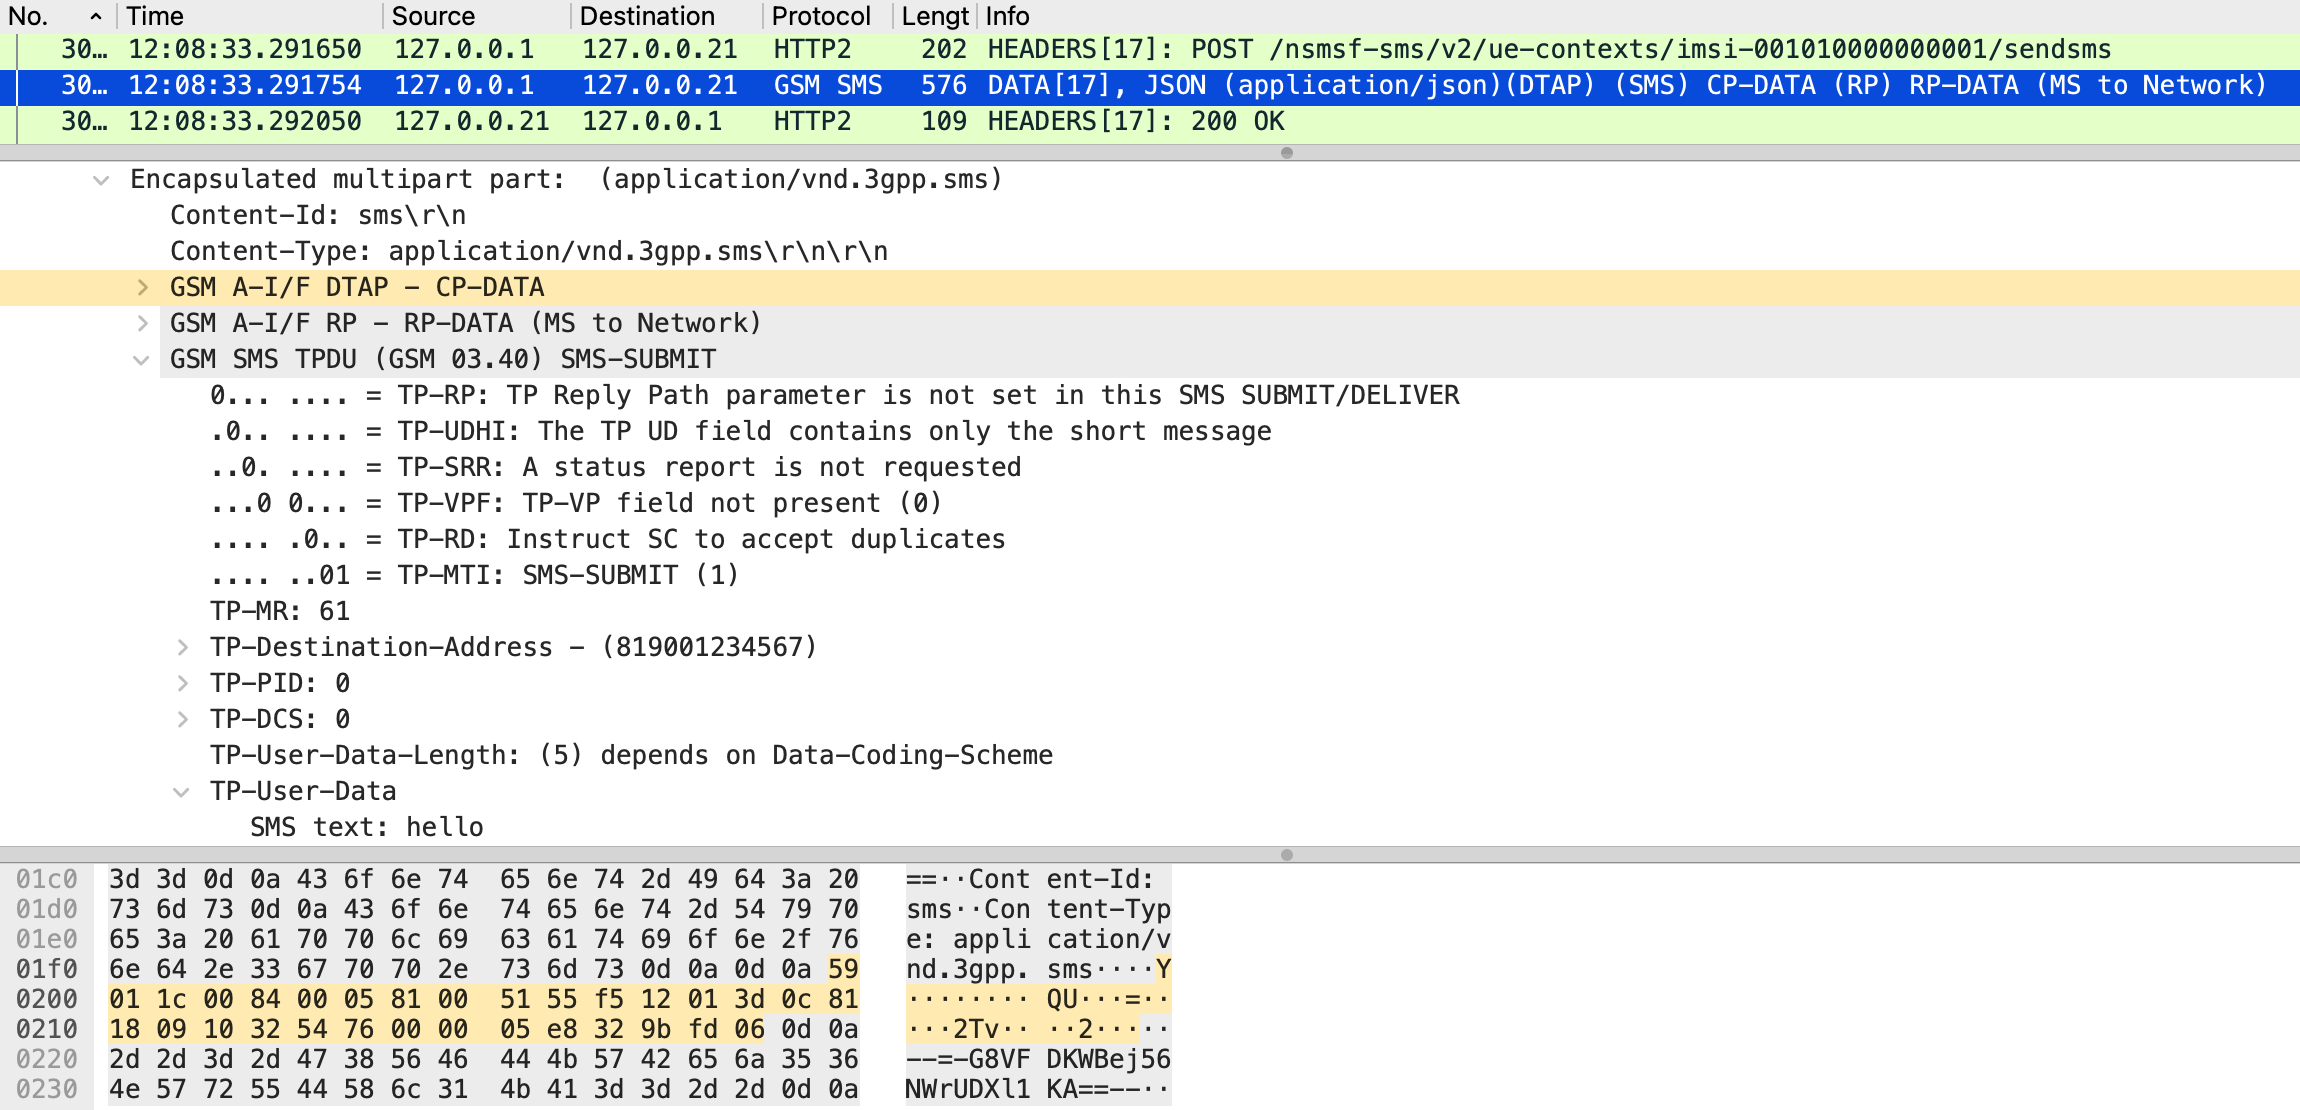 No. Time Source Destination Protocol Lengt Info
30… 12:08:33.291650 127.0.0.1 127.0.0.21 HTTP2 202 HEADERS[17]: POST /nsmsf-sms/v2/ue-contexts/imsi-001010000000001/sendsms
30… 12:08:33.291754 127.0.0.1 127.0.0.21 GSM SMS 576 DATA[17], JSON (application/json)(DTAP) (SMS) CP-DATA (RP) RP-DATA (MS to Network)
30… 12:08:33.292050 127.0.0.21 127.0.0.1 HTTP2 109 HEADERS[17]: 200 OK
Encapsulated multipart part:  (application/vnd.3gpp.sms)
Content-Id: sms\r\n
Content-Type: application/vnd.3gpp.sms\r\n\r\n
GSM A-I/F DTAP - CP-DATA
GSM A-I/F RP - RP-DATA (MS to Network)
GSM SMS TPDU (GSM 03.40) SMS-SUBMIT
0... .... = TP-RP: TP Reply Path parameter is not set in this SMS SUBMIT/DELIVER
.0.. .... = TP-UDHI: The TP UD field contains only the short message
..0. .... = TP-SRR: A status report is not requested
...0 0... = TP-VPF: TP-VP field not present (0)
.... .0.. = TP-RD: Instruct SC to accept duplicates
.... ..01 = TP-MTI: SMS-SUBMIT (1)
TP-MR: 61
TP-Destination-Address - (819001234567)
TP-PID: 0
TP-DCS: 0
TP-User-Data-Length: (5) depends on Data-Coding-Scheme
TP-User-Data
SMS text: hello
01c0 3d 3d 0d 0a 43 6f 6e 74 65 6e 74 2d 49 64 3a 20 ==··Cont ent-Id:
01d0 73 6d 73 0d 0a 43 6f 6e 74 65 6e 74 2d 54 79 70 sms··Con tent-Typ
01e0 65 3a 20 61 70 70 6c 69 63 61 74 69 6f 6e 2f 76 e: appli cation/v
01f0 6e 64 2e 33 67 70 70 2e 73 6d 73 0d 0a 0d 0a 59 nd.3gpp. sms····Y
0200 01 1c 00 84 00 05 81 00 51 55 f5 12 01 3d 0c 81 ········ QU···=··
0210 18 09 10 32 54 76 00 00 05 e8 32 9b fd 06 0d 0a ···2Tv·· ··2·····
0220 2d 2d 3d 2d 47 38 56 46 44 4b 57 42 65 6a 35 36 --=-G8VF DKWBej56
0230 4e 57 72 55 44 58 6c 31 4b 41 3d 3d 2d 2d 0d 0a NWrUDXl1 KA==--··